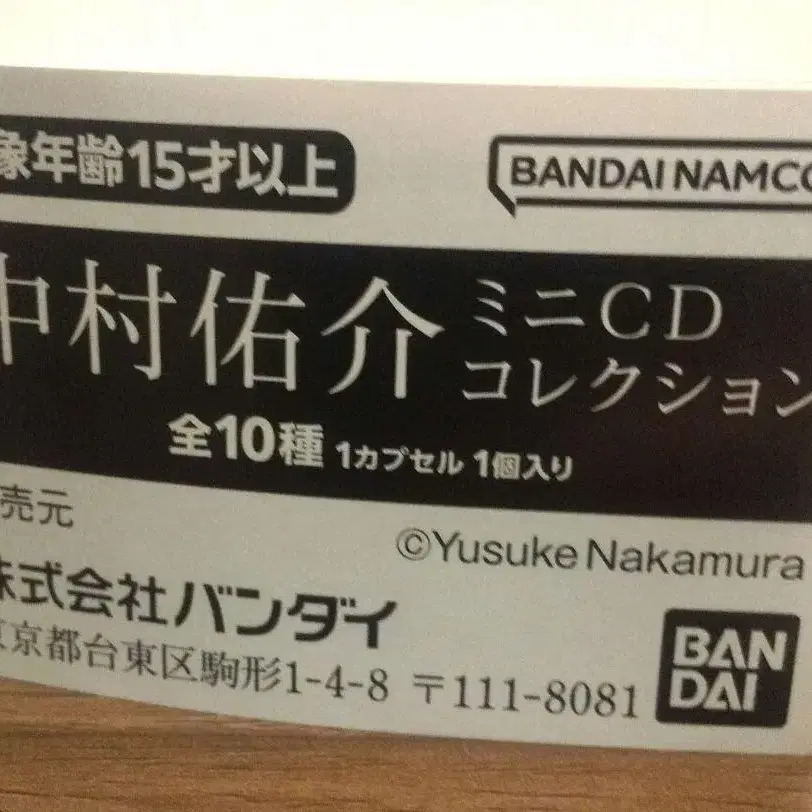 象年齢15才以上
BANDAI NAMCO
中村佑介
ミニCD
コレクション
全10種 1カプセル 1個入り
売元
©Yusuke Nakamura
株式会社バンダイ
京都台東区駒形1-4-8 〒111-8081
BAN
DAI